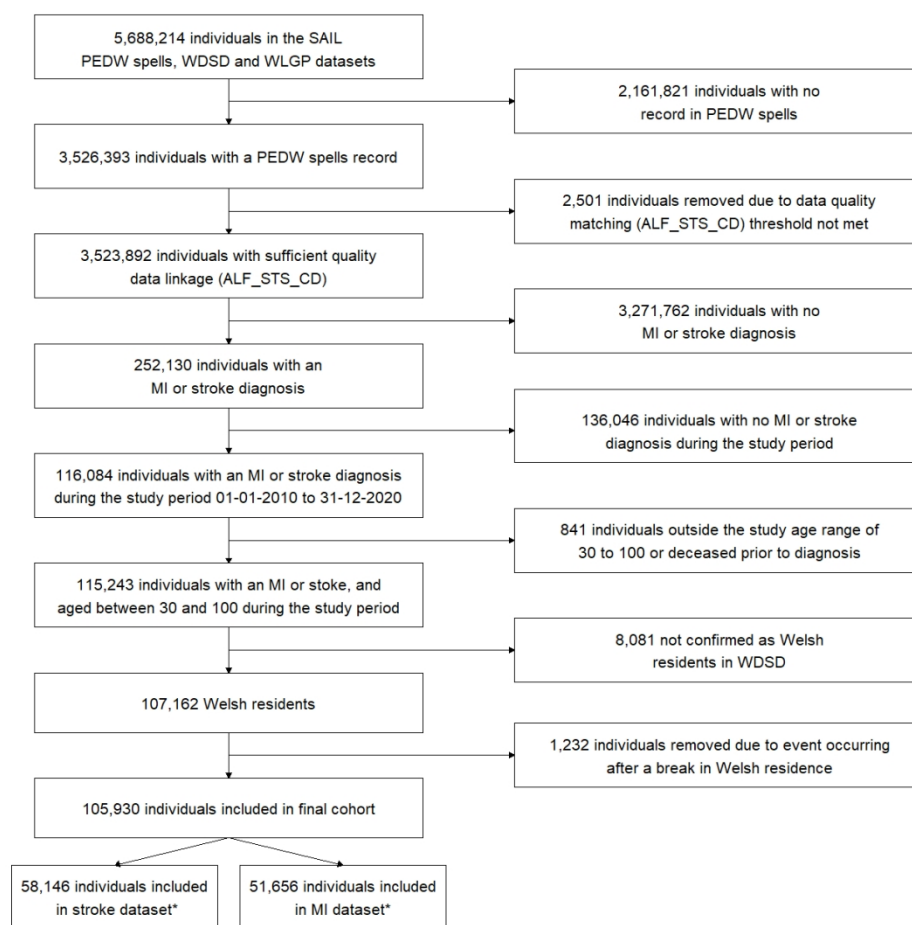 5,688,214 individuals in the SAIL
PEDW spells, WDSD and WLGP datasets
2,161,821 individuals with no
record in PEDW spells
3,526,393 individuals with a PEDW spells record
2,501 individuals removed due to data quality
matching (ALF_STS_CD) threshold not met
3,523,892 individuals with sufficient quality
data linkage (ALF_STS_CD)
3,271,762 individuals with no
MI or stroke diagnosis
252,130 individuals with an
MI or stroke diagnosis
136,046 individuals with no MI or stroke
diagnosis during the study period
116,084 individuals with an MI or stroke diagnosis
during the study period 01-01-2010 to 31-12-2020
841 individuals outside the study age range of
30 to 100 or deceased prior to diagnosis
115,243 individuals with an MI or stoke, and
aged between 30 and 100 during the study period
8,081 not confirmed as Welsh
residents in WDSD
107,162 Welsh residents
1,232 individuals removed due to event occurring
after a break in Welsh residence
105,930 individuals included in final cohort
58,146 individuals included
in stroke dataset*
51,656 individuals included
in MI dataset*